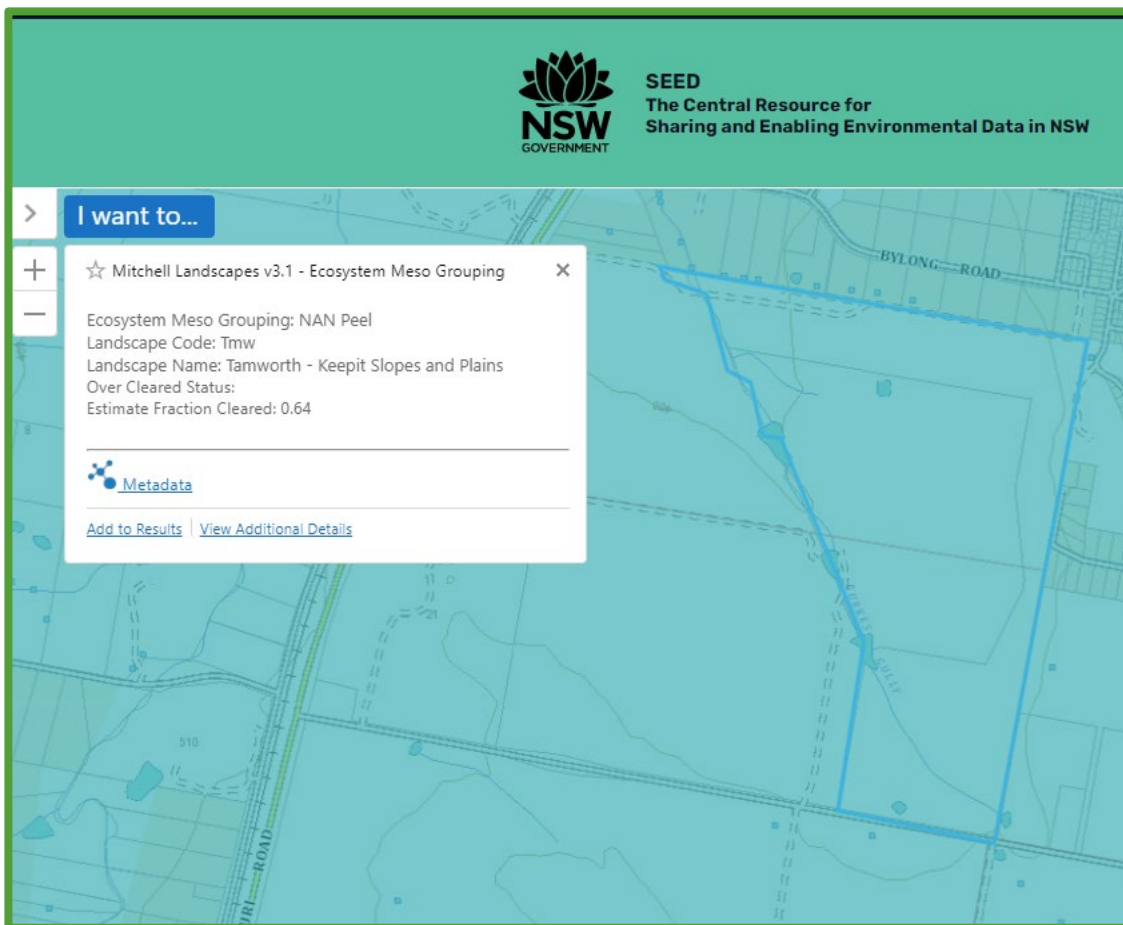 NSW
GOVERNMENT
SEED
The Central Resource for
Sharing and Enabling Environmental Data in NSW
I want to...
Mitchell Landscapes v3.1 - Ecosystem Meso Grouping
Ecosystem Meso Grouping: NAN Peel
Landscape Code: Tmw
Landscape Name: Tamworth - Keepit Slopes and Plains
Over Cleared Status:
Estimate Fraction Cleared: 0.64
Metadata
Add to Results
View Additional Details
BYLONG ROAD
GULLY
510
URI ROAD